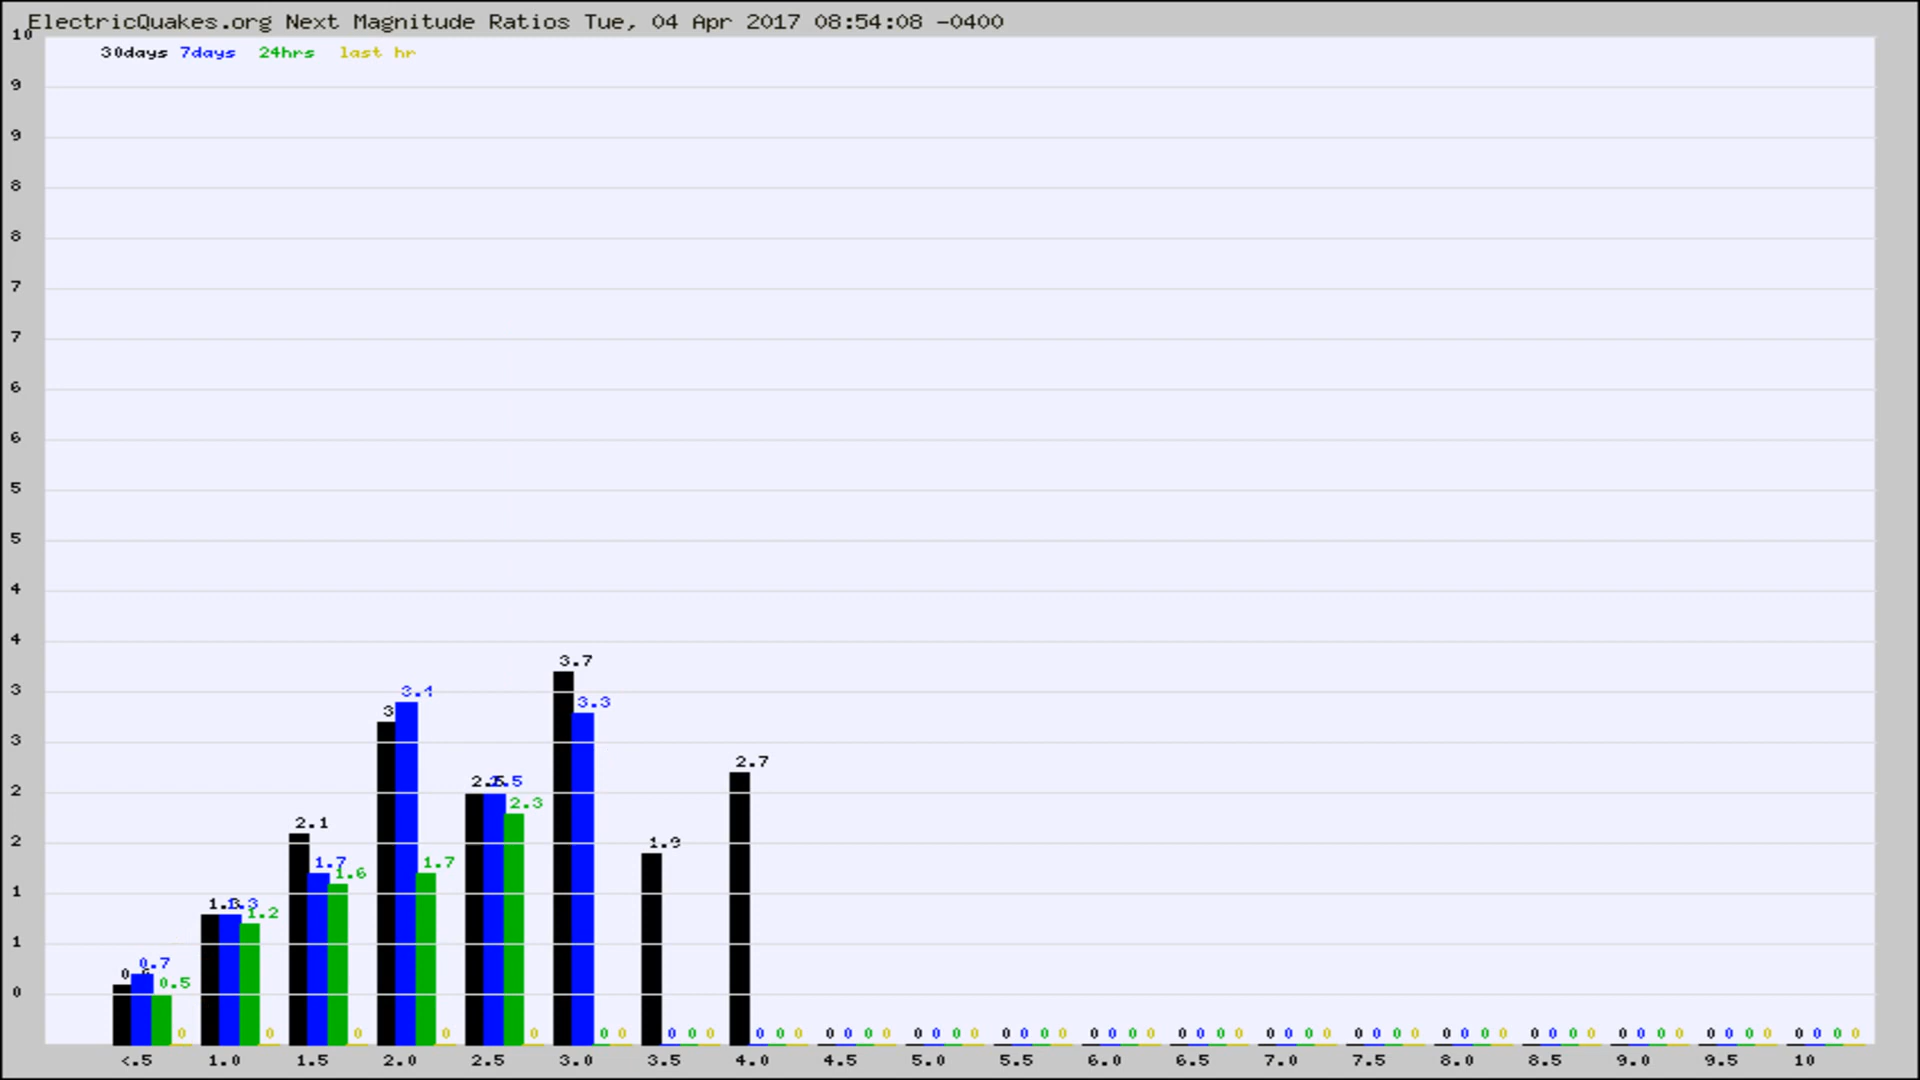 ElectricQuakes.org Next Magnitude Ratios Tue, 04 Apr 2017 08:54:08 -0400
10
30days 7days 24hrs last hr
9
9
8
8
7
7
6
6
5
5
4
4
3.7
3 3.4 3.3
3 3
2.7
2 2.5 2.5 2.3
2.1
2 1.9
1.7 1.6 1.7
1 1.3 1.3 1.2
1
0.7 0.5
0
0 0 0 0 0 0 0 0 0 0 0 0 0 0 0 0 0 0 0 0 0 0 0 0 0 0 0 0 0 0 0 0 0 0 0 0 0 0 0 0 0 0 0 0 0 0 0 0 0 0 0 0 0 0 0 0 0 0 0 0 0 0 0 0 0
<.5 1.0 1.5 2.0 2.5 3.0 3.5 4.0 4.5 5.0 5.5 6.0 6.5 7.0 7.5 8.0 8.5 9.0 9.5 10